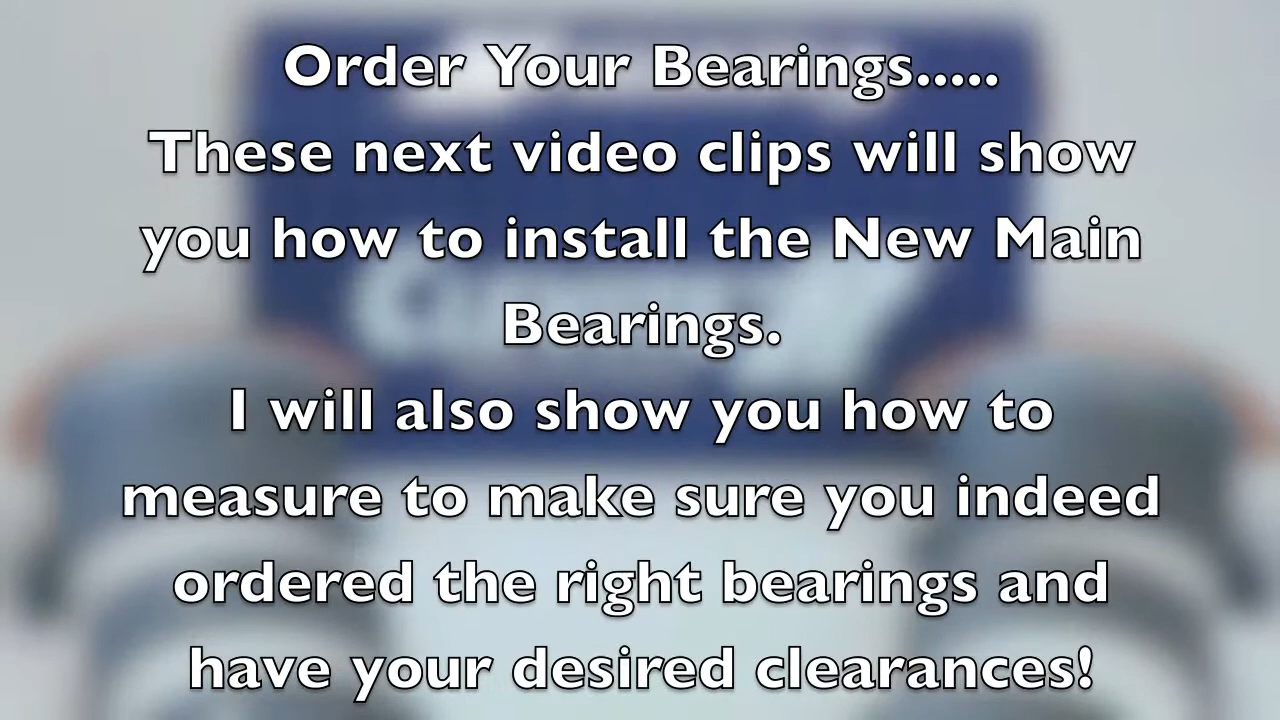 Order Your Bearings.....
These next video clips will show
you how to install the New Main
Bearings.
I will also show you how to
measure to make sure you indeed
ordered the right bearings and
have your desired clearances!